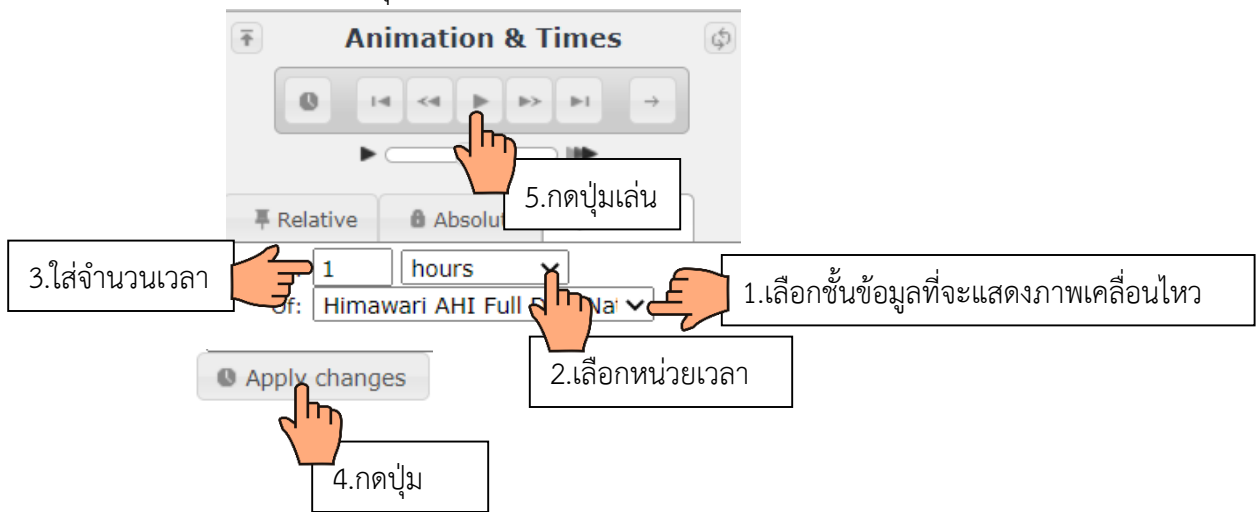 Animation & Times
5.กดปุ่มเล่น
Relative
3.ใส่จำนวนเวลา
1
hours
1.เลือกชั้นข้อมูลที่จะแสดงภาพเคลื่อนไหว
Of:
Himawari AHI Full
Apply changes
2.เลือกหน่วยเวลา
4.กดปุ่ม